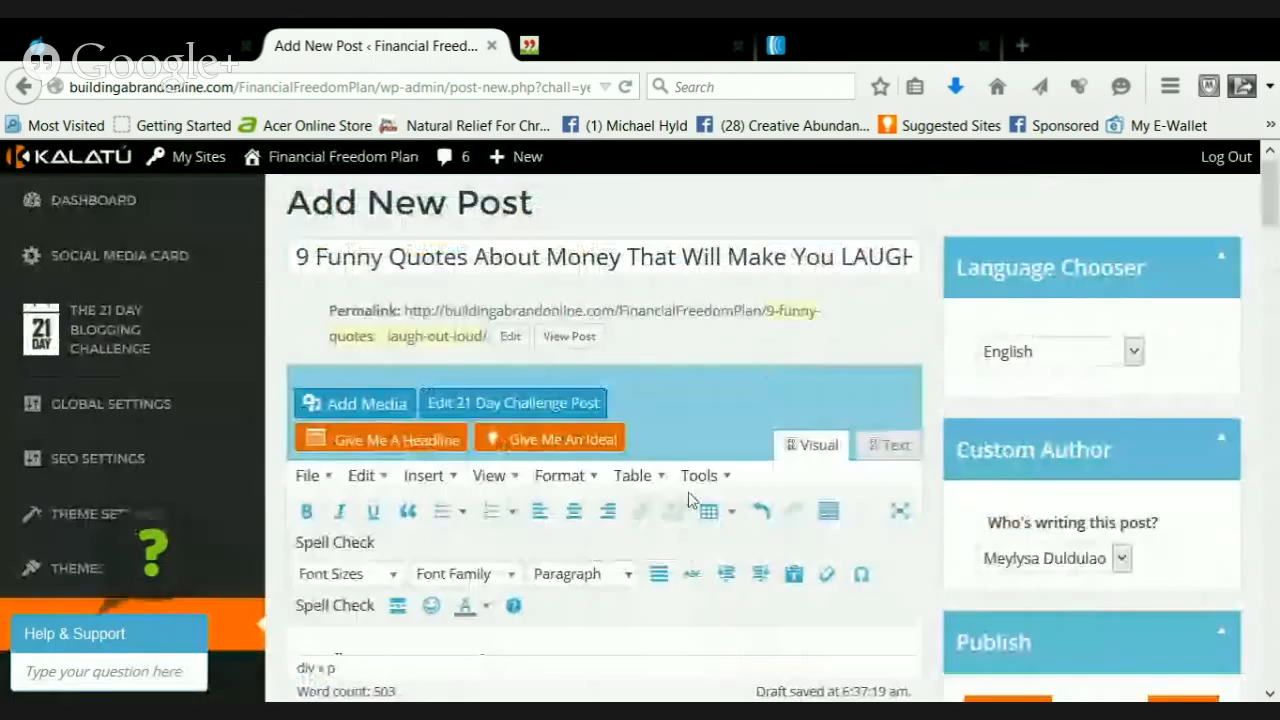 Google+
Add New Post ‹ Financial Freed...
buildingabrandonline.com/FinancialFreedomPlan/wp-admin/post-new.php?chall=ye
Search
Most Visited Getting Started Acer Online Store Natural Relief For Chr... (1) Michael Hyld (28) Creative Abundan... Suggested Sites Sponsored My E-Wallet »
KALATŪ My Sites Financial Freedom Plan 6 New Log Out
DASHBOARD
SOCIAL MEDIA CARD
THE 21 DAY
BLOGGING
CHALLENGE
21
DAY
GLOBAL SETTINGS
SEO SETTINGS
THEME SET
THEMES
?
Help & Support
Type your question here
Add New Post
9 Funny Quotes About Money That Will Make You LAUGH
Permalink: http://buildingabrandonline.com/FinancialFreedomPlan/9-funny-
quotes laugh-out-loud/ Edit View Post
Add Media Edit 21 Day Challenge Post
Give Me A Headline Give Me An Idea!
Visual Text
File Edit Insert View Format Table Tools
B I U
Spell Check
Font Sizes Font Family Paragraph ABC Ω
Spell Check A ?
div » p
Word count: 503 Draft saved at 6:37:19 am.
Language Chooser
English
Custom Author
Who's writing this post?
Meylysa Duldulao
Publish